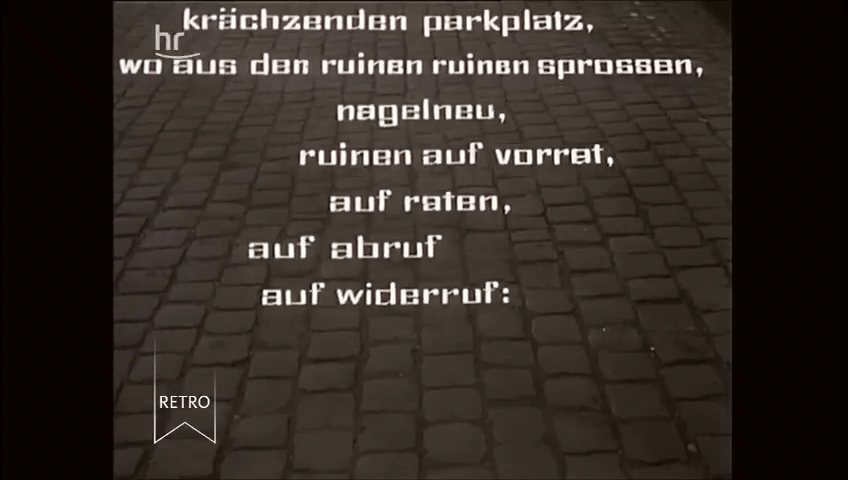 krächzenden parkplatz,
hr
wo aus den ruinen ruinen sprossen,
nagelneu,
ruinen auf vorrat,
auf raten,
auf abruf
auf widerruf:
RETRO